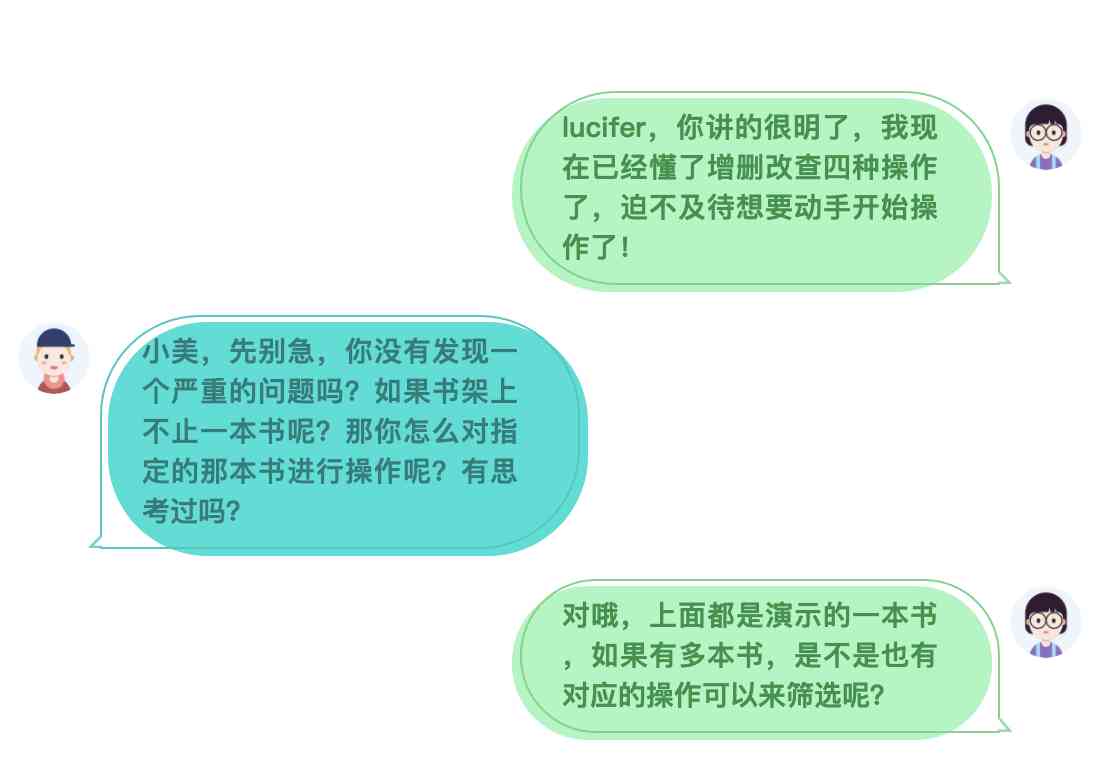 lucifer，你讲的很明了，我现
在已经懂了增删改查四种操作
了，迫不及待想要动手开始操
作了！
小美，先别急，你没有发现一
个严重的问题吗？如果书架上
不止一本书呢？那你怎么对指
定的那本书进行操作呢？有思
考过吗？
对哦，上面都是演示的一本书
，如果有多本书，是不是也有
对应的操作可以来筛选呢？